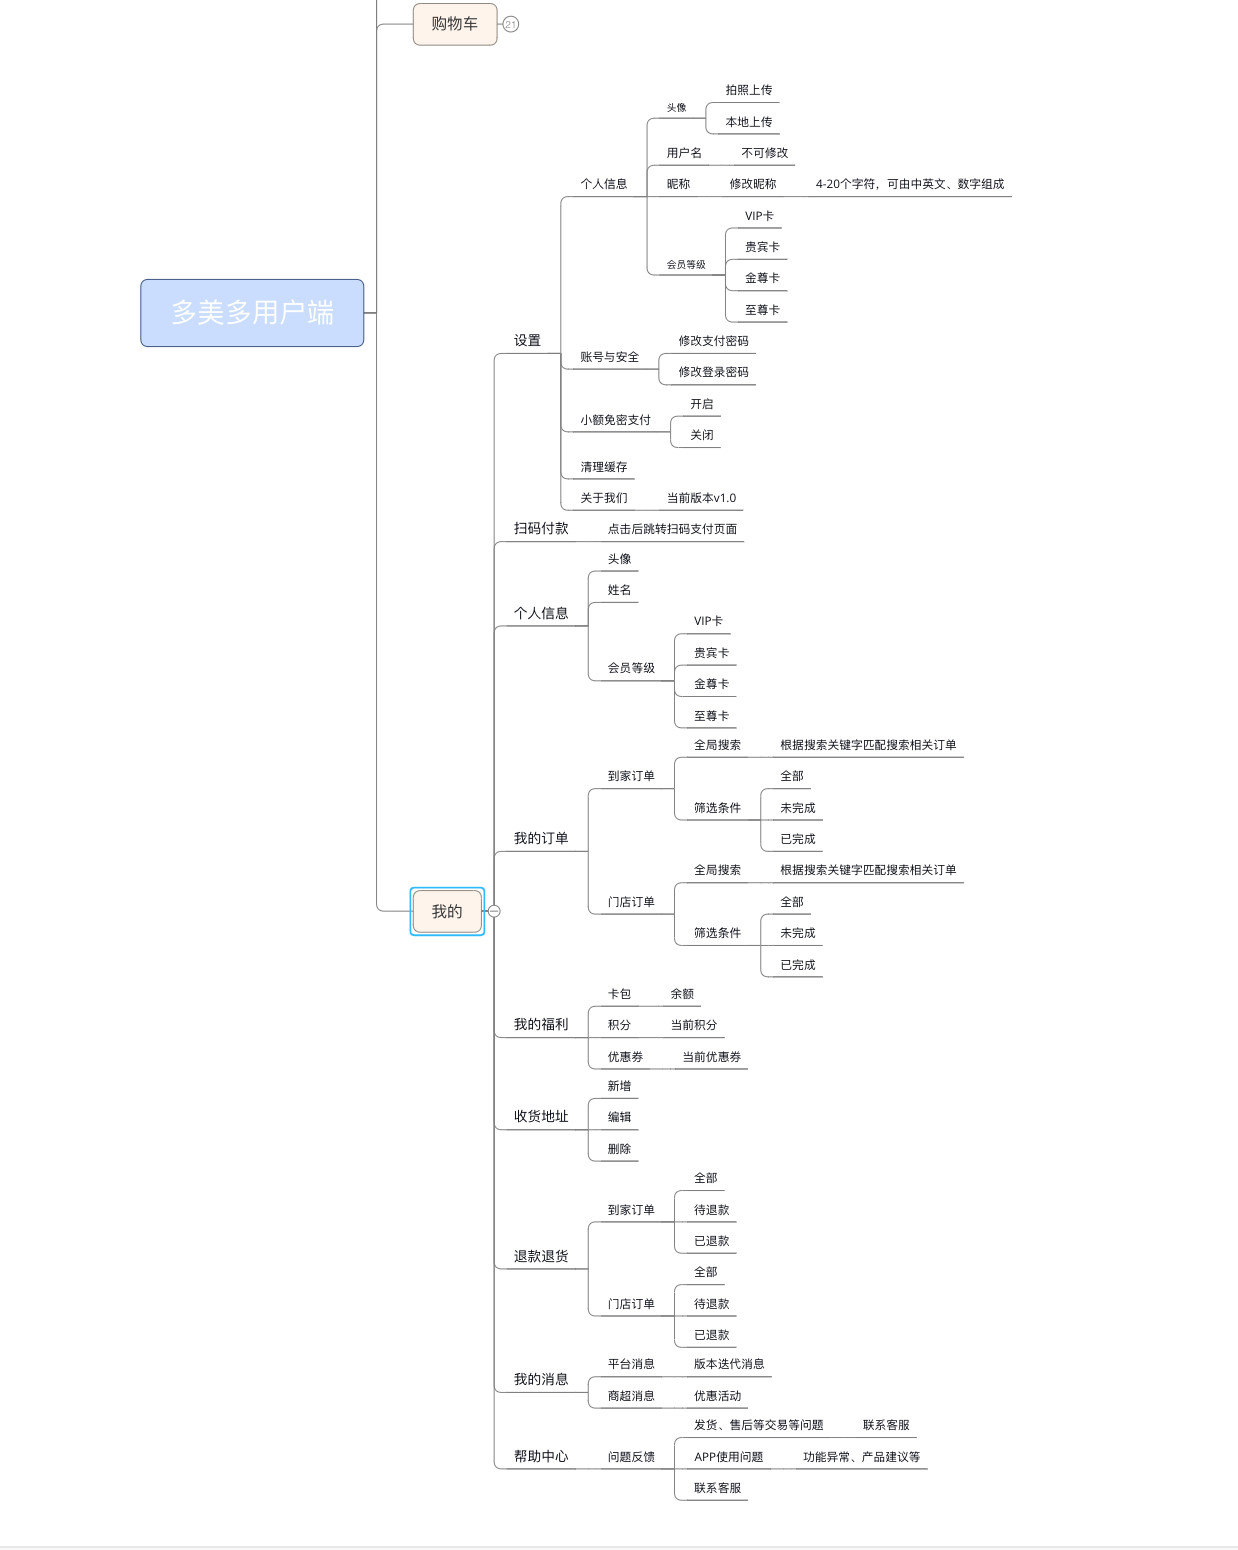 购物车
21
拍照上传
头像
本地上传
用户名 不可修改
个人信息 昵称 修改昵称 4-20个字符，可由中英文、数字组成
VIP卡
贵宾卡
会员等级
金尊卡
多美多用户端
至尊卡
设置
修改支付密码
账号与安全
修改登录密码
开启
小额免密支付
关闭
清理缓存
关于我们 当前版本v1.0
扫码付款 点击后跳转扫码支付页面
头像
姓名
个人信息
VIP卡
贵宾卡
会员等级
金尊卡
至尊卡
全局搜索 根据搜索关键字匹配搜索相关订单
到家订单
全部
筛选条件 未完成
已完成
我的订单
全局搜索 根据搜索关键字匹配搜索相关订单
门店订单
全部
我的
筛选条件 未完成
已完成
卡包 余额
我的福利 积分 当前积分
优惠券 当前优惠券
新增
收货地址 编辑
删除
全部
到家订单 待退款
已退款
退款退货
全部
门店订单 待退款
已退款
平台消息 版本迭代消息
我的消息
商超消息 优惠活动
发货、售后等交易等问题 联系客服
帮助中心 问题反馈 APP使用问题 功能异常、产品建议等
联系客服